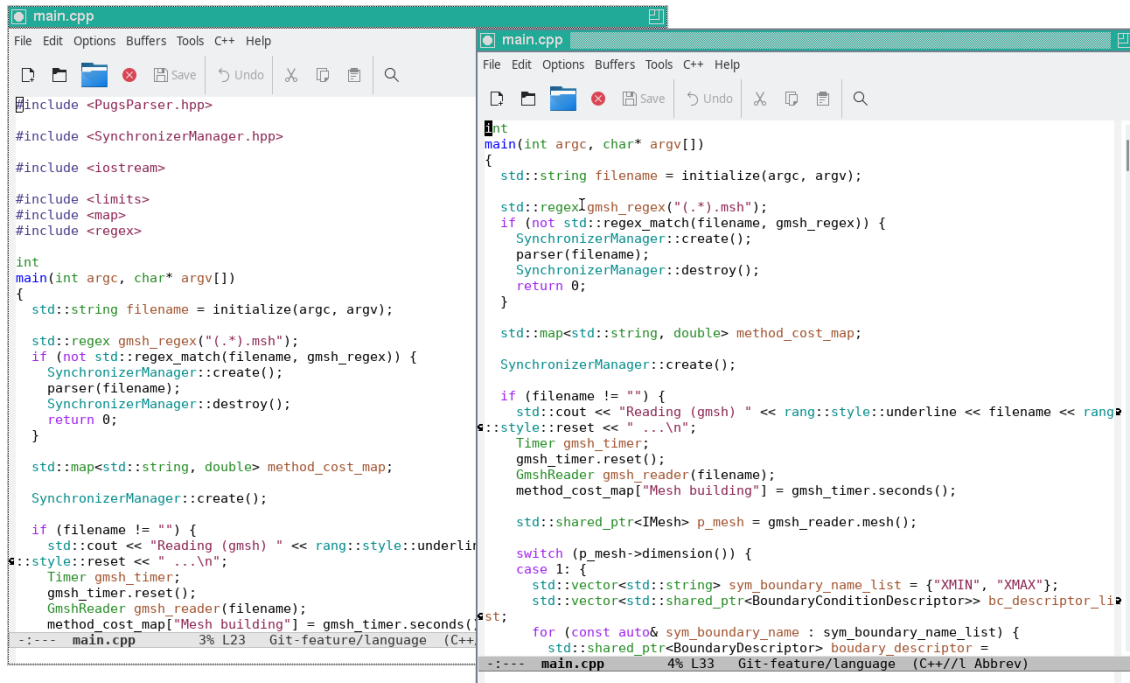 main.cpp
File Edit Options Buffers Tools C++ Help
Save Undo
#include <PugsParser.hpp>
#include <SynchronizerManager.hpp>
#include <iostream>
#include <limits>
#include <map>
#include <regex>
int
main(int argc, char* argv[])
{
std::string filename = initialize(argc, argv);
std::regex gmsh_regex("(.*).msh");
if (not std::regex_match(filename, gmsh_regex)) {
SynchronizerManager::create();
parser(filename);
SynchronizerManager::destroy();
return 0;
}
std::map<std::string, double> method_cost_map;
SynchronizerManager::create();
if (filename != "") {
std::cout << "Reading (gmsh) " << rang::style::underlin
::style::reset << " ...\n";
Timer gmsh_timer;
gmsh_timer.reset();
GmshReader gmsh_reader(filename);
method_cost_map["Mesh building"] = gmsh_timer.seconds()
-:--- main.cpp 3% L23 Git-feature/language (C++
main.cpp
File Edit Options Buffers Tools C++ Help
Save Undo
int
main(int argc, char* argv[])
{
std::string filename = initialize(argc, argv);
std::regex gmsh_regex("(.*).msh");
if (not std::regex_match(filename, gmsh_regex)) {
SynchronizerManager::create();
parser(filename);
SynchronizerManager::destroy();
return 0;
}
std::map<std::string, double> method_cost_map;
SynchronizerManager::create();
if (filename != "") {
std::cout << "Reading (gmsh) " << rang::style::underline << filename << rang
::style::reset << " ...\n";
Timer gmsh_timer;
gmsh_timer.reset();
GmshReader gmsh_reader(filename);
method_cost_map["Mesh building"] = gmsh_timer.seconds();
std::shared_ptr<IMesh> p_mesh = gmsh_reader.mesh();
switch (p_mesh->dimension()) {
case 1: {
std::vector<std::string> sym_boundary_name_list = {"XMIN", "XMAX"};
std::vector<std::shared_ptr<BoundaryConditionDescriptor>> bc_descriptor_li
st;
for (const auto& sym_boundary_name : sym_boundary_name_list) {
std::shared_ptr<BoundaryDescriptor> boudary_descriptor =
-:--- main.cpp 4% L33 Git-feature/language (C++//l Abbrev)